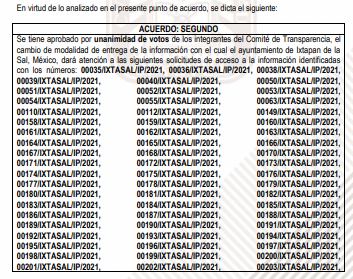 En virtud de lo analizado en el presente punto de acuerdo, se dicta el siguiente:
ACUERDO: SEGUNDO
Se tiene aprobado por unanimidad de votos de los integrantes del Comité de Transparencia, el
cambio de modalidad de entrega de la información con el cual el ayuntamiento de Ixtapan de la
Sal, México, dará atención a las siguientes solicitudes de acceso a la información identificadas
con los números: 00035/IXTASAL/IP/2021, 00036/IXTASAL/IP/2021, 00038/IXTASAL/IP/2021,
00039/IXTASAL/IP/2021, 00040/IXTASAL/IP/2021, 00050/IXTASAL/IP/2021,
00051/IXTASAL/IP/2021, 00052/IXTASAL/IP/2021, 00053/IXTASAL/IP/2021,
00054/IXTASAL/IP/2021, 00055/IXTASAL/IP/2021, 00063/IXTASAL/IP/2021,
00110/IXTASAL/IP/2021, 00112/IXTASAL/IP/2021, 00149/IXTASAL/IP/2021,
00158/IXTASAL/IP/2021, 00159/IXTASAL/IP/2021, 00160/IXTASAL/IP/2021,
00161/IXTASAL/IP/2021, 00162/IXTASAL/IP/2021, 00163/IXTASAL/IP/2021,
00164/IXTASAL/IP/2021, 00165/IXTASAL/IP/2021, 00166/IXTASAL/IP/2021,
00167/IXTASAL/IP/2021, 00168/IXTASAL/IP/2021, 00170/IXTASAL/IP/2021,
00171/IXTASAL/IP/2021, 00172/IXTASAL/IP/2021, 00173/IXTASAL/IP/2021,
00174/IXTASAL/IP/2021, 00175/IXTASAL/IP/2021, 00176/IXTASAL/IP/2021,
00177/IXTASAL/IP/2021, 00178/IXTASAL/IP/2021, 00179/IXTASAL/IP/2021,
00180/IXTASAL/IP/2021, 00181/IXTASAL/IP/2021, 00182/IXTASAL/IP/2021,
00183/IXTASAL/IP/2021, 00184/IXTASAL/IP/2021, 00185/IXTASAL/IP/2021,
00186/IXTASAL/IP/2021, 00187/IXTASAL/IP/2021, 00188/IXTASAL/IP/2021,
00189/IXTASAL/IP/2021, 00190/IXTASAL/IP/2021, 00191/IXTASAL/IP/2021,
00192/IXTASAL/IP/2021, 00193/IXTASAL/IP/2021, 00194/IXTASAL/IP/2021,
00195/IXTASAL/IP/2021, 00196/IXTASAL/IP/2021, 00197/IXTASAL/IP/2021,
00198/IXTASAL/IP/2021, 00199/IXTASAL/IP/2021, 00200/IXTASAL/IP/2021,
00201/IXTASAL/IP/2021, 00202/IXTASAL/IP/2021, 00203/IXTASAL/IP/2021,